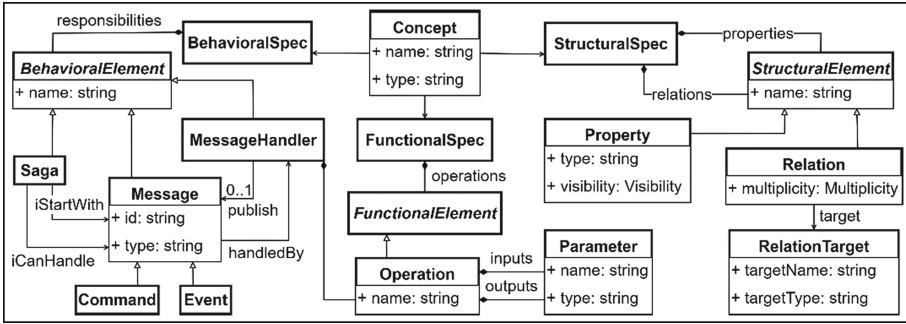 responsibilities
BehavioralSpec
Concept
+ name: string
+ type: string
StructuralSpec
properties
relations
BehavioralElement
+ name: string
StructuralElement
+ name: string
MessageHandler
FunctionalSpec
operations
Property
+ type: string
+ visibility: Visibility
Relation
+ multiplicity: Multiplicity
target
Saga
iStartWith
iCanHandle
Message
+ id: string
+ type: string
0..1
publish
handledBy
FunctionalElement
Operation
+ name: string
inputs
outputs
Parameter
+ name: string
+ type: string
RelationTarget
+ targetName: string
+ targetType: string
Command
Event